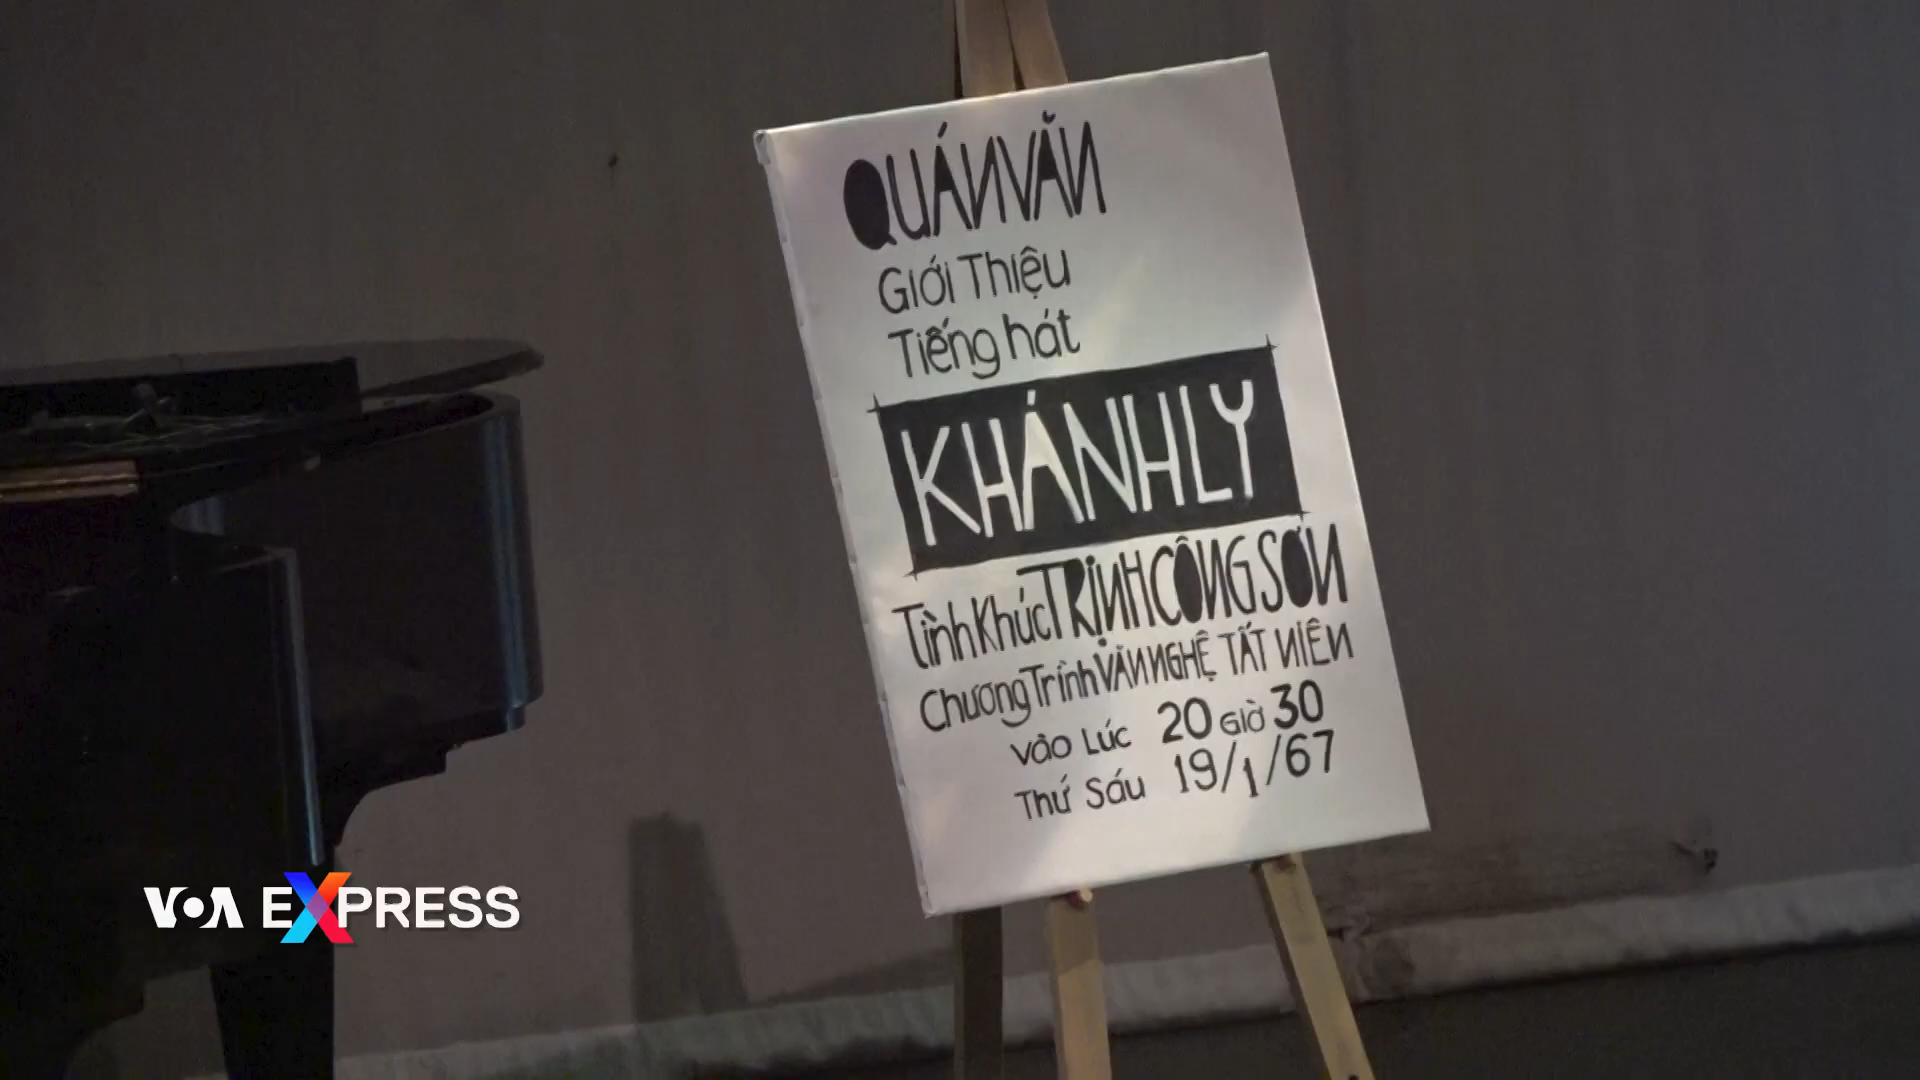 QUÁN VĂN
Giới Thiệu
Tiếng hát
KHÁNH LY
Tình Khúc TRỊNH CÔNG SƠN
Chương Trình VĂN NGHỆ TẤT NIÊN
Vào Lúc 20 Giờ 30
Thứ Sáu 19/1/67
VOA EXPRESS